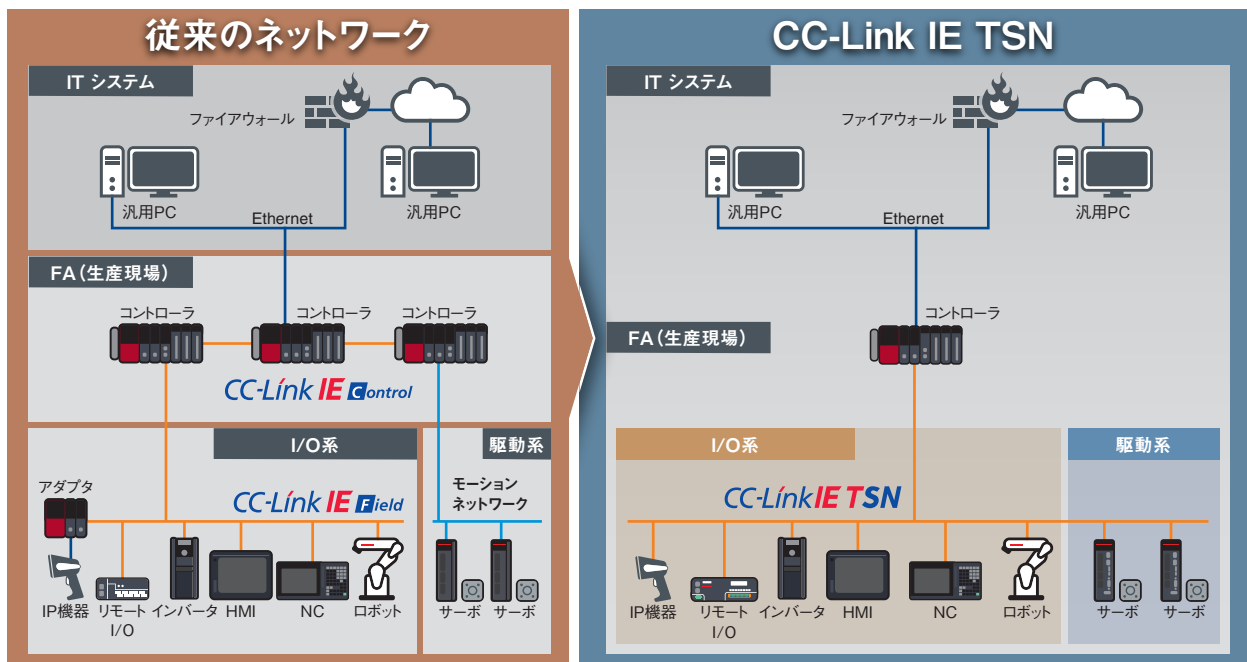 従来のネットワーク
IT システム
ファイアウォール
汎用PC
汎用PC
Ethernet
FA(生産現場)
コントローラ
コントローラ
コントローラ
CC-Link IE Control
I/O系
駆動系
アダプタ
CC-Link IE Field
モーション
ネットワーク
IP機器
リモート
I/O
インバータ
HMI
NC
ロボット
サーボ
サーボ
CC-Link IE TSN
IT システム
ファイアウォール
汎用PC
汎用PC
Ethernet
コントローラ
FA(生産現場)
I/O系
駆動系
CC-Link IE TSN
IP機器
リモート
I/O
インバータ
HMI
NC
ロボット
サーボ
サーボ